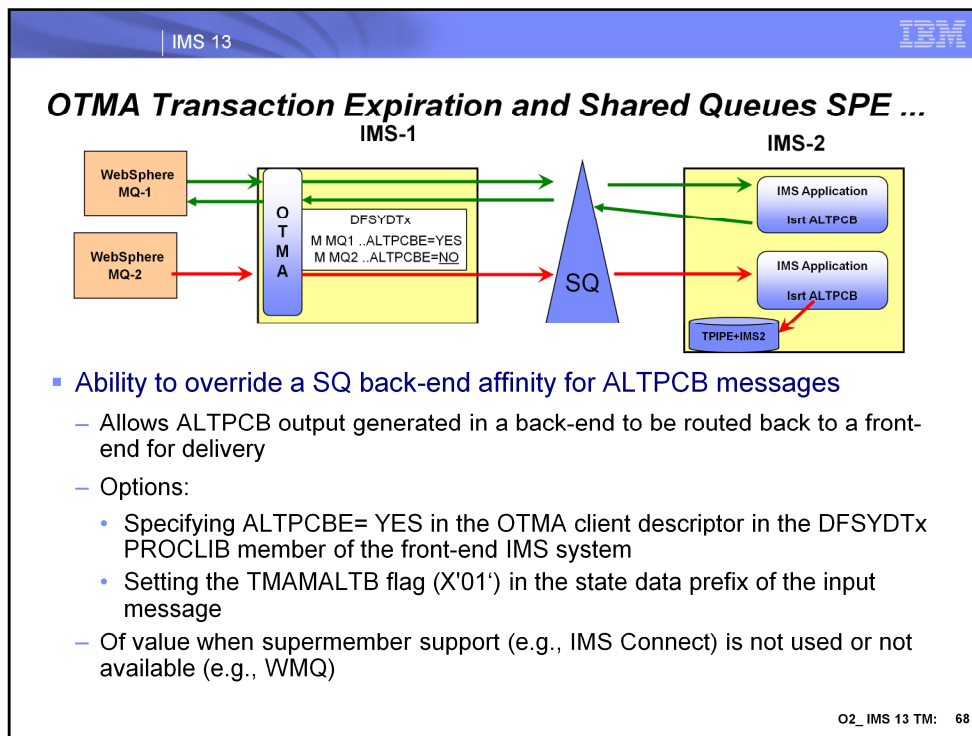 IMS 13
IBM
OTMA Transaction Expiration and Shared Queues SPE ...
IMS-1
IMS-2
WebSphere
MQ-1
WebSphere
MQ-2
O
T
M
A
DFSYDTx
M MQ1 ..ALTPCBE=YES
M MQ2 ..ALTPCBE=NO
SQ
IMS Application
Isrt ALTPCB
IMS Application
Isrt ALTPCB
TPIPE+IMS2
▪ Ability to override a SQ back-end affinity for ALTPCB messages
– Allows ALTPCB output generated in a back-end to be routed back to a front-
end for delivery
– Options:
• Specifying ALTPCBE= YES in the OTMA client descriptor in the DFSYDTx
PROCLIB member of the front-end IMS system
• Setting the TMAMALTB flag (X'01‘) in the state data prefix of the input
message
– Of value when supermember support (e.g., IMS Connect) is not used or not
available (e.g., WMQ)
O2_ IMS 13 TM: 68